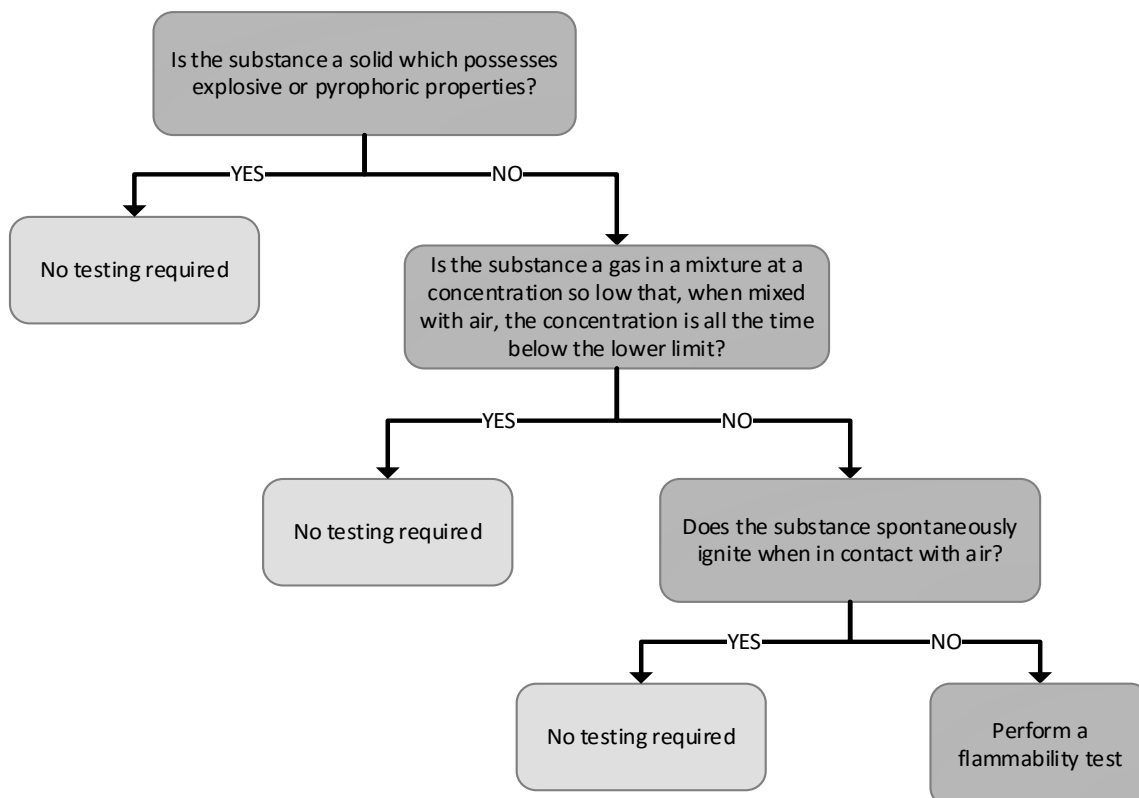 Is the substance a solid which possesses
explosive or pyrophoric properties?
YES
NO
No testing required
Is the substance a gas in a mixture at a
concentration so low that, when mixed
with air, the concentration is all the time
below the lower limit?
YES
NO
No testing required
Does the substance spontaneously
ignite when in contact with air?
YES
NO
No testing required
Perform a
flammability test